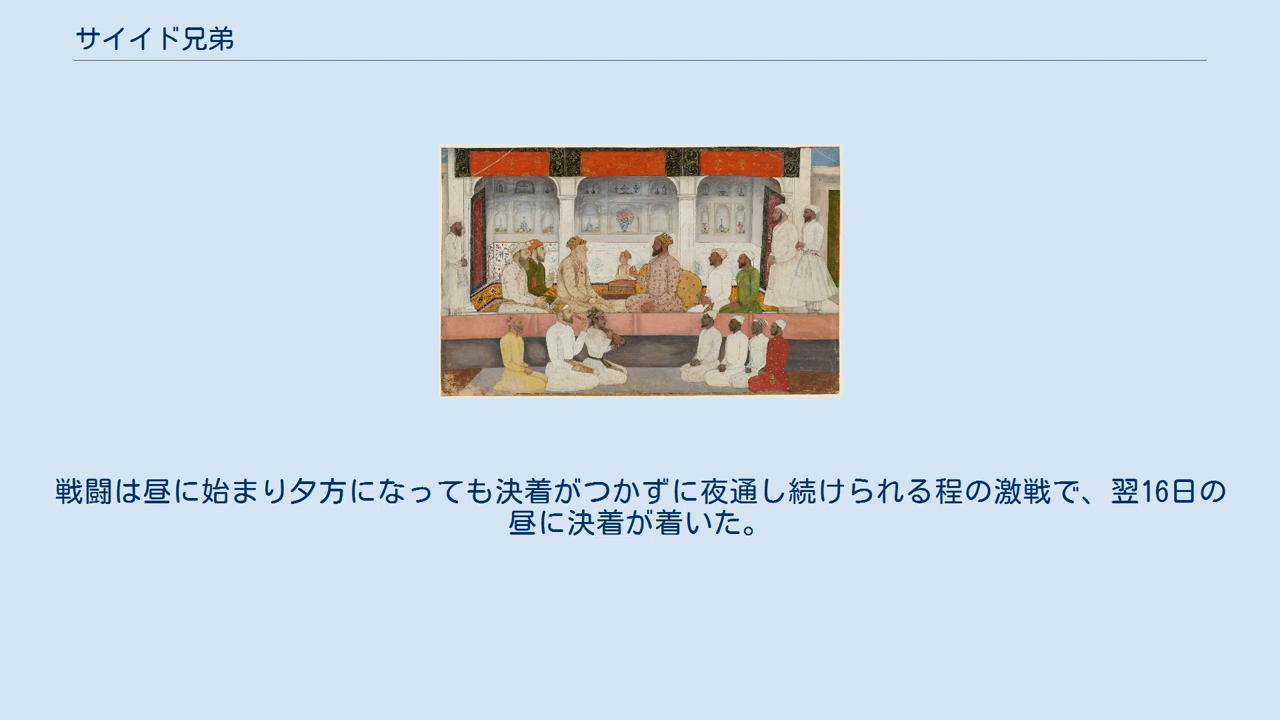 サイイド兄弟
戦闘は昼に始まり夕方になっても決着がつかずに夜通し続けられる程の激戦で、翌16日の
昼に決着が着いた。